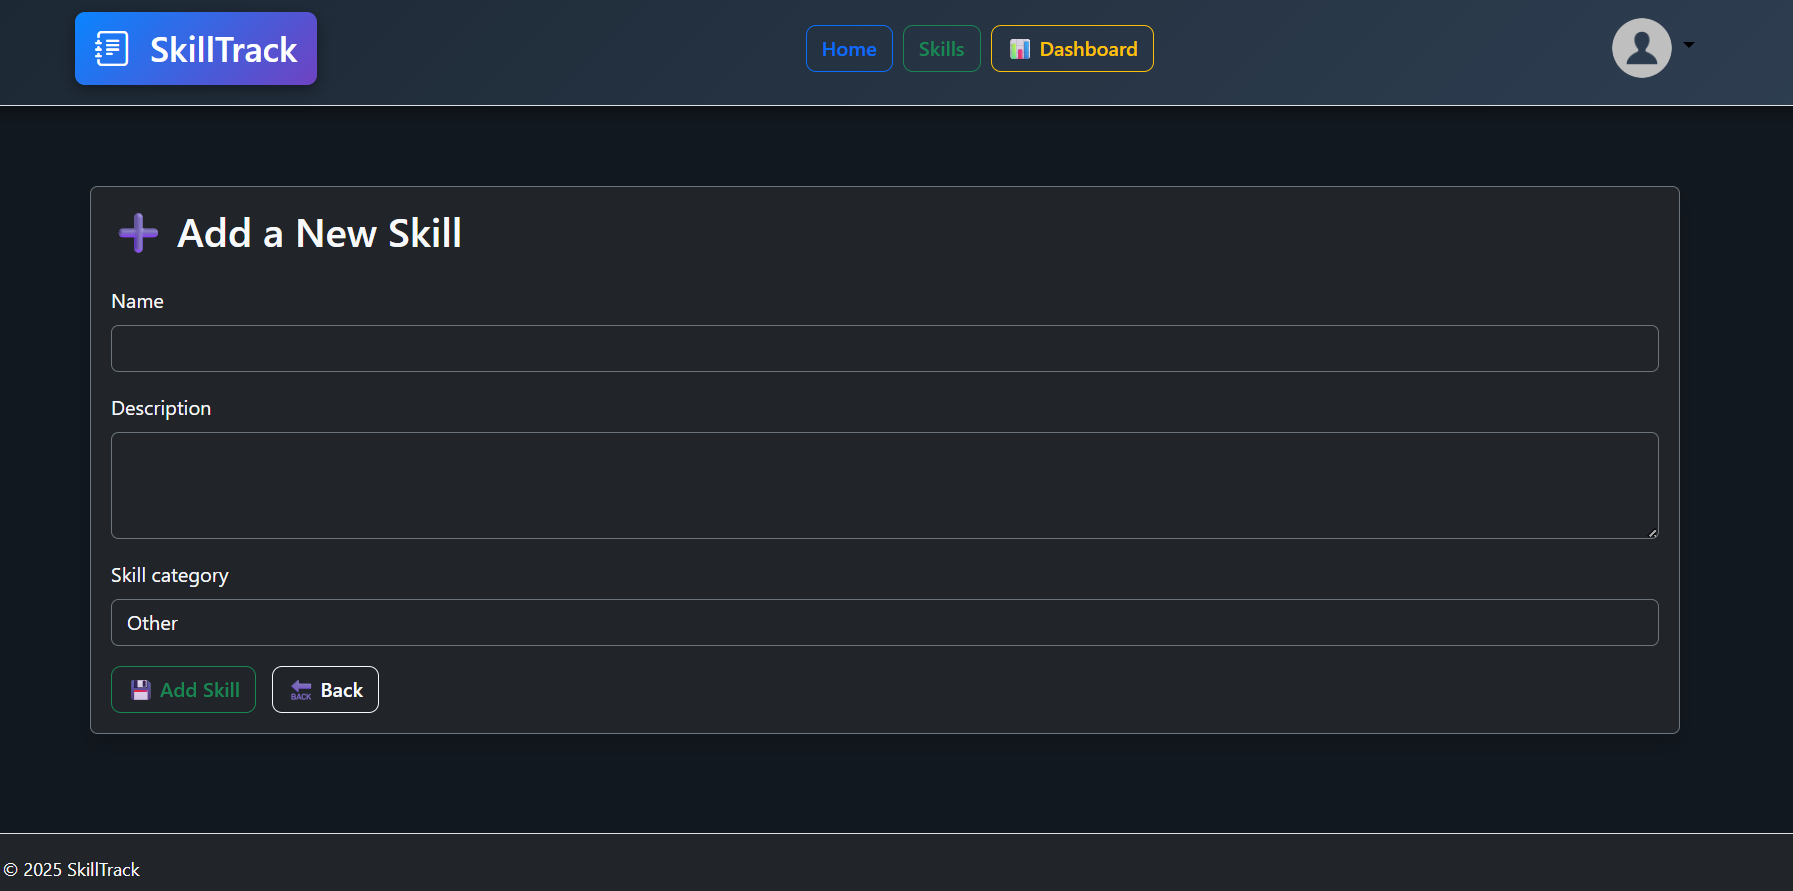 SkillTrack
Home Skills 📊 Dashboard
➕ Add a New Skill
Name
Description
Skill category
Other
💾 Add Skill 🔙 Back
© 2025 SkillTrack